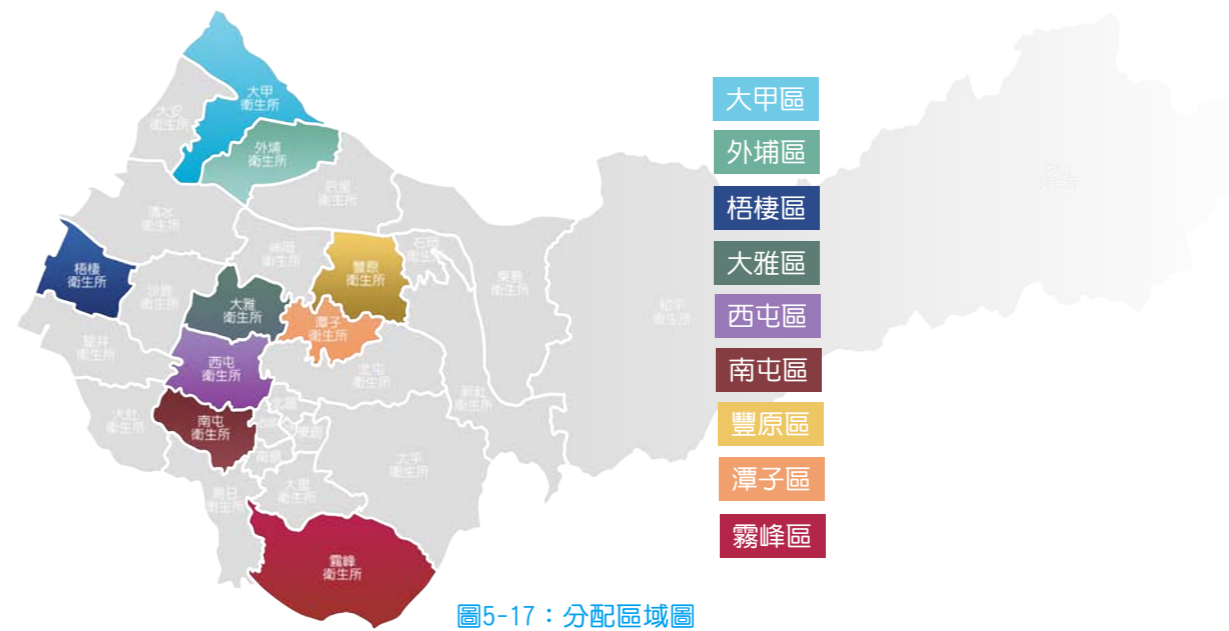 大甲
衛生所
大安
衛生所
外埔
衛生所
后里
衛生所
清水
衛生所
梧棲
衛生所
沙鹿
衛生所
神岡
衛生所
豐原
衛生所
石岡
衛生所
東勢
衛生所
和平
衛生所
大雅
衛生所
潭子
衛生所
龍井
衛生所
西屯
衛生所
北屯
衛生所
新社
衛生所
大肚
衛生所
南屯
衛生所
北區
東區
南區
大平
衛生所
烏日
衛生所
大里
衛生所
霧峰
衛生所
大甲區
外埔區
梧棲區
大雅區
西屯區
南屯區
豐原區
潭子區
霧峰區
圖5-17：分配區域圖